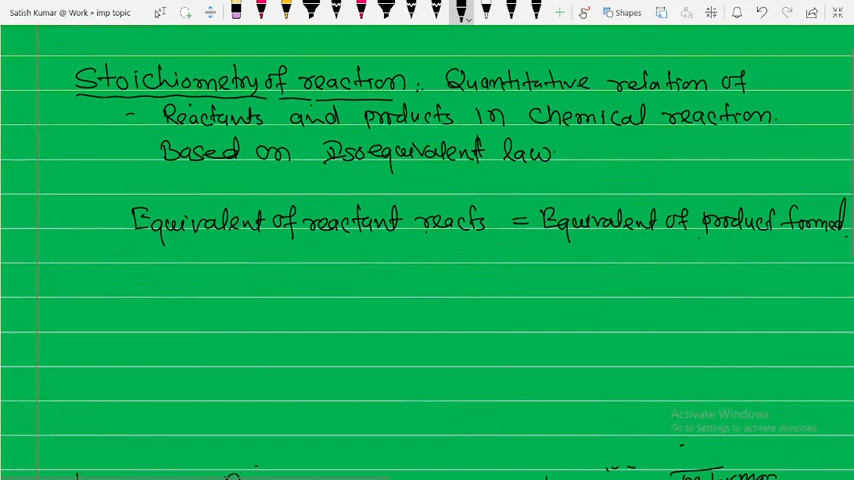 Satish Kumar @ Work » imp topic
Shapes
Stoichiometry of reaction : Quantitative relation of
- Reactants and products in chemical reaction.
Based on Isoequivalent law.
Equivalent of reactant reacts = Equivalent of product formed.
Activate Windows
Go to Settings to activate Windows.